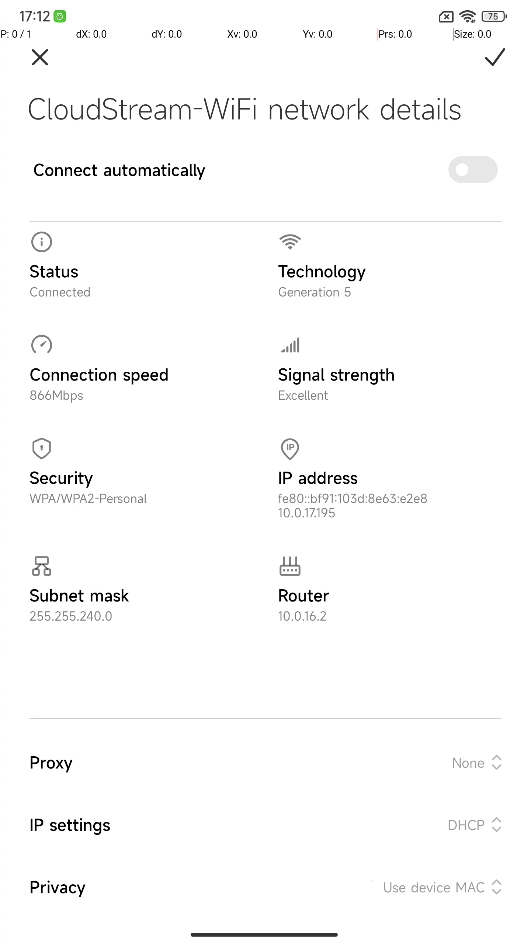 17:12 75
P: 0 / 1 dX: 0.0 dY: 0.0 Xv: 0.0 Yv: 0.0 Prs: 0.0 Size: 0.0
CloudStream-WiFi network details
Connect automatically
Status Technology
Connected Generation 5
Connection speed Signal strength
866Mbps Excellent
Security IP address
WPA/WPA2-Personal fe80::bf91:103d:8e63:e2e8
10.0.17.195
Subnet mask Router
255.255.240.0 10.0.16.2
Proxy None
IP settings DHCP
Privacy Use device MAC